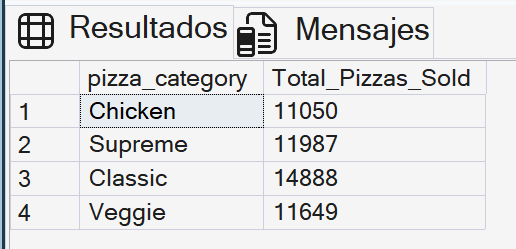 Resultados Mensajes
pizza_category Total_Pizzas_Sold
1 Chicken 11050
2 Supreme 11987
3 Classic 14888
4 Veggie 11649